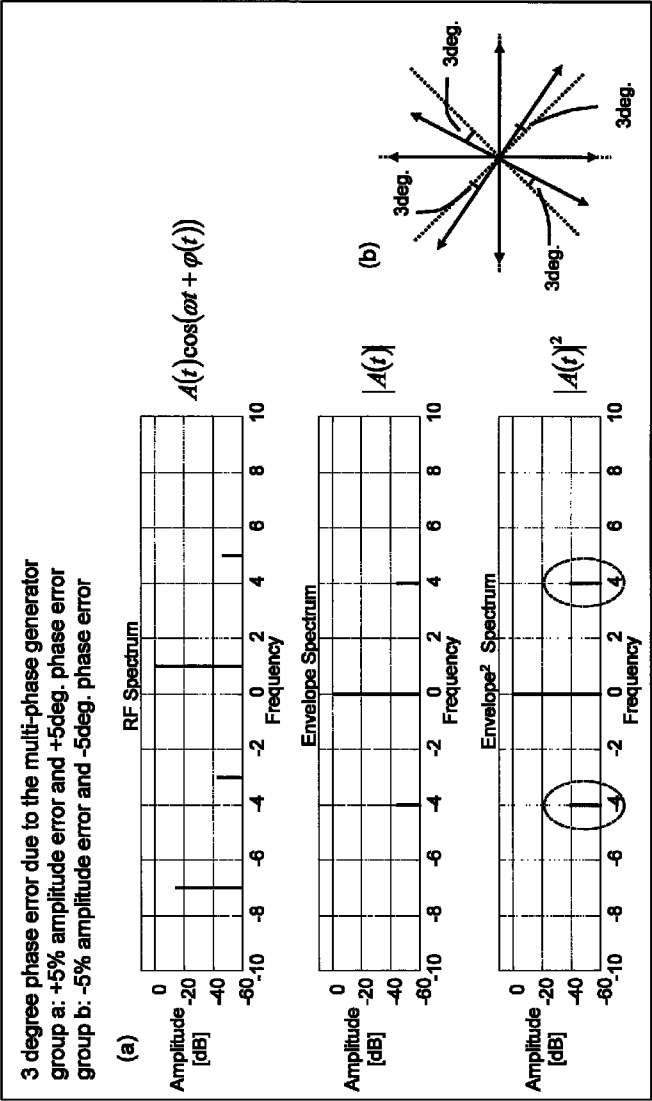 3 degree phase error due to the multi-phase generator
group a: +5% amplitude error and +5deg. phase error
group b: -5% amplitude error and -5deg. phase error
(a)
RF Spectrum
A(t)cos(ωt + φ(t))
Amplitude
[dB]
0
-20
-40
-60
-10 -8 -6 -4 -2 0 2 4 6 8 10
Frequency
Envelope Spectrum
|A(t)|
Amplitude
[dB]
0
-20
-40
-60
-10 -8 -6 -4 -2 0 2 4 6 8 10
Frequency
Envelope² Spectrum
|A(t)|²
Amplitude
[dB]
0
-20
-40
-60
-10 -8 -6 -4 -2 0 2 4 6 8 10
Frequency
(b)
3deg.
3deg.
3deg.
3deg.